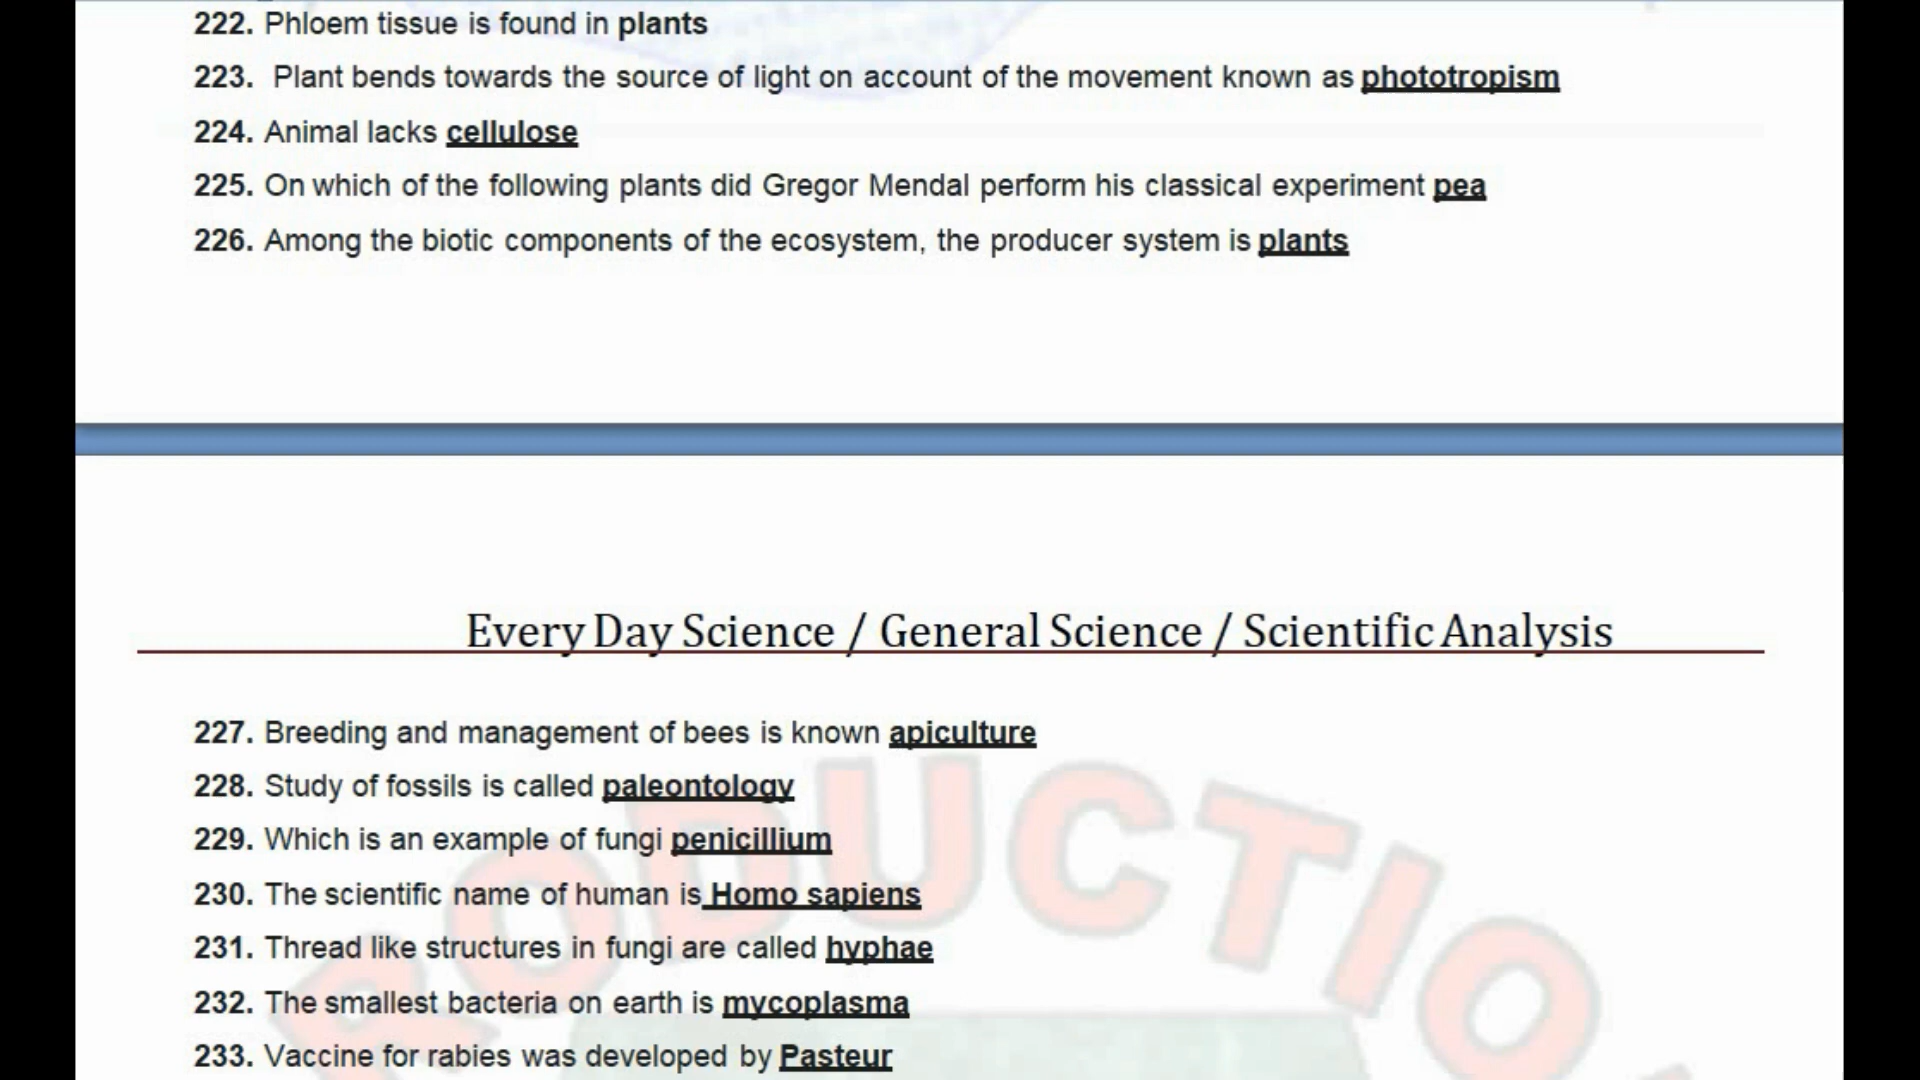 222. Phloem tissue is found in plants
223. Plant bends towards the source of light on account of the movement known as phototropism
224. Animal lacks cellulose
225. On which of the following plants did Gregor Mendal perform his classical experiment pea
226. Among the biotic components of the ecosystem, the producer system is plants
Every Day Science / General Science / Scientific Analysis
227. Breeding and management of bees is known apiculture
228. Study of fossils is called paleontology
229. Which is an example of fungi penicillium
230. The scientific name of human is Homo sapiens
231. Thread like structures in fungi are called hyphae
232. The smallest bacteria on earth is mycoplasma
233. Vaccine for rabies was developed by Pasteur